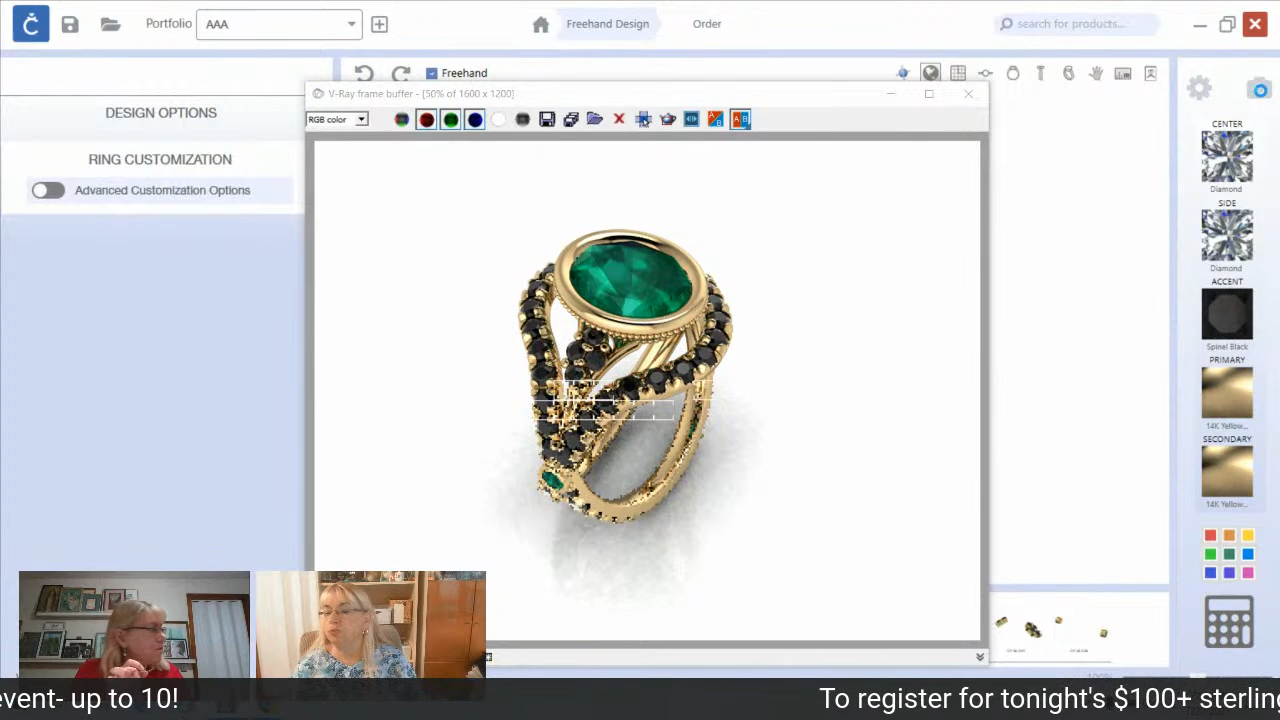 Č
Portfolio
AAA
Freehand Design
Order
search for products...
Freehand
V-Ray frame buffer - [50% of 1600 x 1200]
RGB color
DESIGN OPTIONS
RING CUSTOMIZATION
Advanced Customization Options
CENTER
Diamond
SIDE
Diamond
ACCENT
Spinel Black
PRIMARY
14K Yellow...
SECONDARY
14K Yellow...
event- up to 10!
To register for tonight's $100+ sterling